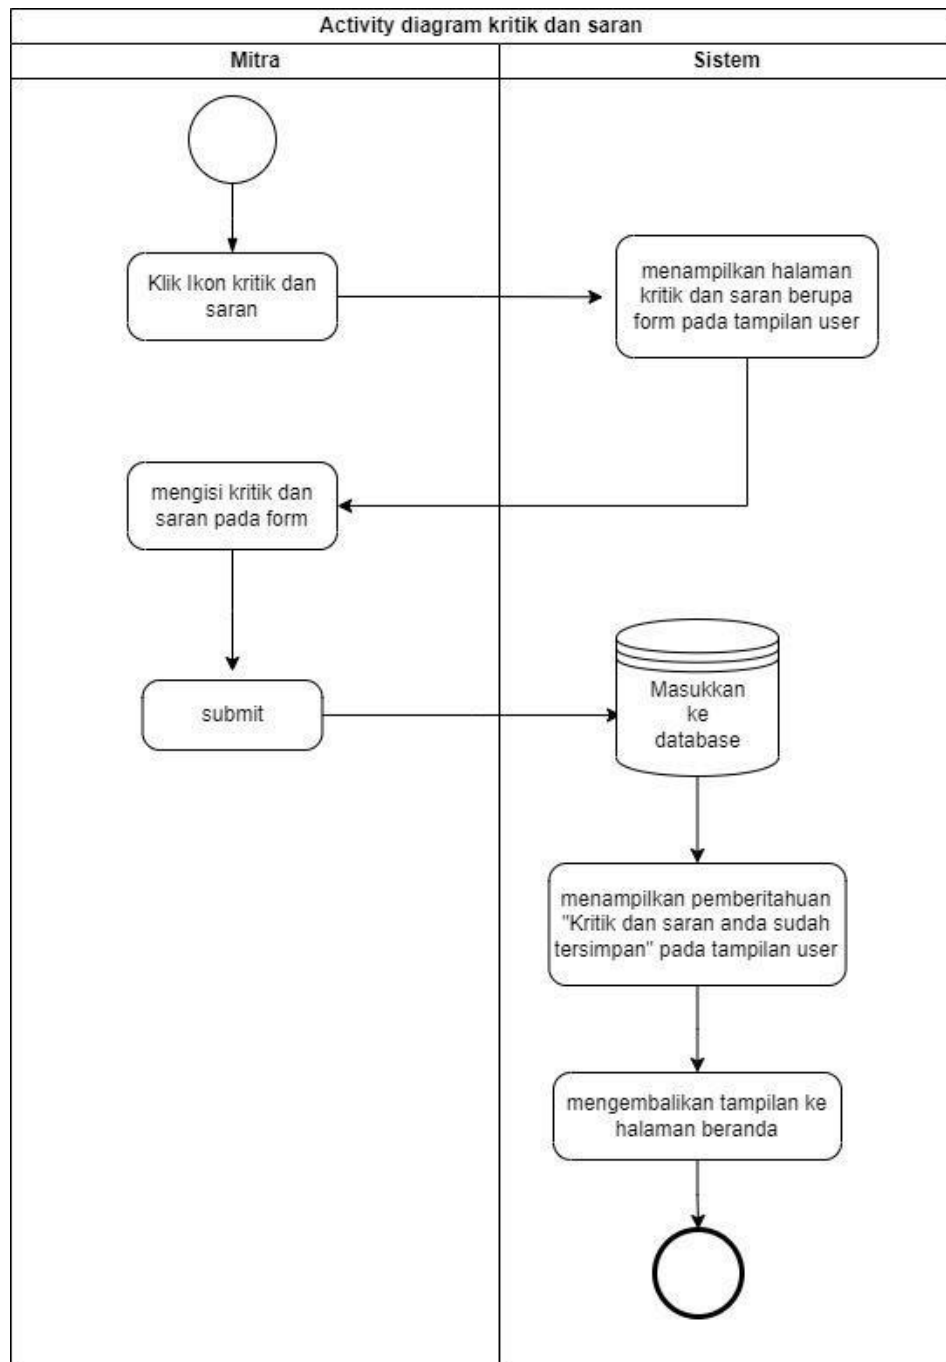 Activity diagram kritik dan saran
Mitra
Sistem
Klik Ikon kritik dan
saran
menampilkan halaman
kritik dan saran berupa
form pada tampilan user
mengisi kritik dan
saran pada form
submit
Masukkan
ke
database
menampilkan pemberitahuan
"Kritik dan saran anda sudah
tersimpan" pada tampilan user
mengembalikan tampilan ke
halaman beranda